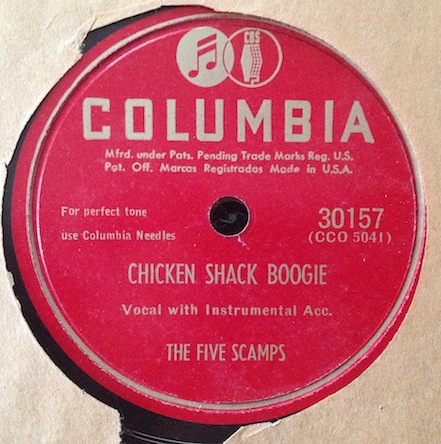 CBS
COLUMBIA
Mfrd. under Pats. Pending Trade Marks Reg. U.S.
Pat. Off. Marcas Registradas Made in U.S.A.
For perfect tone
use Columbia Needles
30157
(CCO 5041)
CHICKEN SHACK BOOGIE
Vocal with Instrumental Acc.
THE FIVE SCAMPS